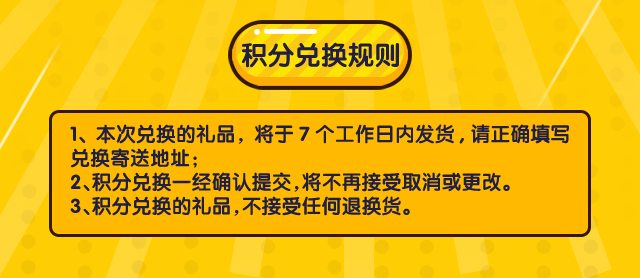 积分兑换规则
1、本次兑换的礼品，将于7个工作日内发货，请正确填写
兑换寄送地址；
2、积分兑换一经确认提交，将不再接受取消或更改。
3、积分兑换的礼品，不接受任何退换货。